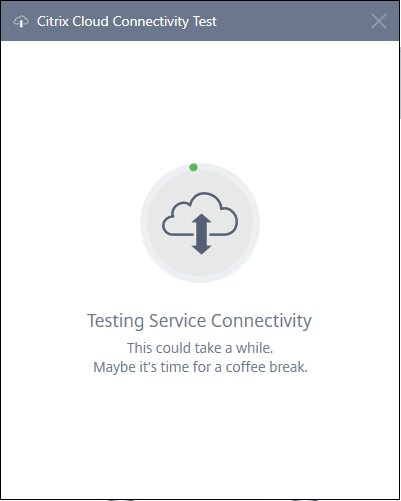 Citrix Cloud Connectivity Test
Testing Service Connectivity
This could take a while.
Maybe it's time for a coffee break.